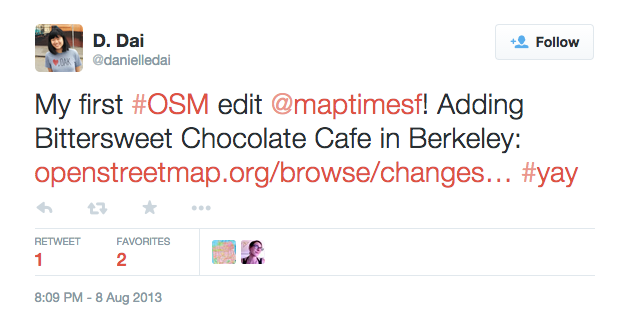 D. Dai
@danielledai
Follow
My first #OSM edit @maptimesf! Adding
Bittersweet Chocolate Cafe in Berkeley:
openstreetmap.org/browse/changes… #yay
RETWEET FAVORITES
1 2
8:09 PM - 8 Aug 2013